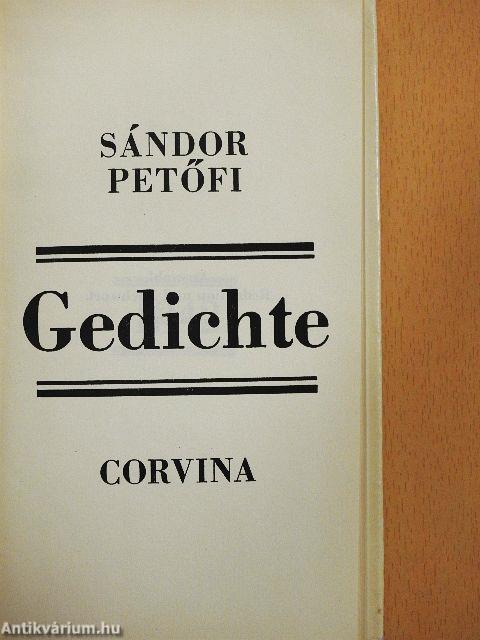 SÁNDOR
PETŐFI
Gedichte
CORVINA
Antikvárium.hu